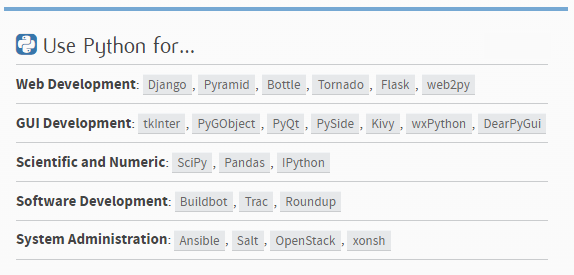 Use Python for...
Web Development: Django, Pyramid, Bottle, Tornado, Flask, web2py
GUI Development: tkInter, PyGObject, PyQt, PySide, Kivy, wxPython, DearPyGui
Scientific and Numeric: SciPy, Pandas, IPython
Software Development: Buildbot, Trac, Roundup
System Administration: Ansible, Salt, OpenStack, xonsh